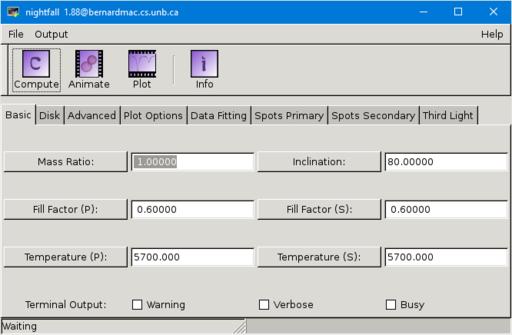 nightfall 1.88@bernardmac.cs.unb.ca
File Output Help
C i
Compute Animate Plot Info
Basic Disk Advanced Plot Options Data Fitting Spots Primary Spots Secondary Third Light
Mass Ratio: 1.00000 Inclination: 80.00000
Fill Factor (P): 0.60000 Fill Factor (S): 0.60000
Temperature (P): 5700.000 Temperature (S): 5700.000
Terminal Output: Warning Verbose Busy
Waiting